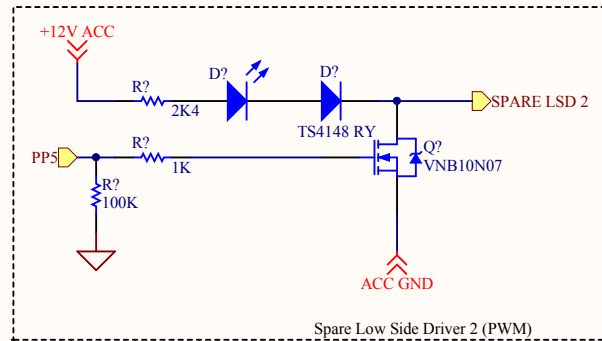 +12V ACC
R?
2K4
D?
D?
TS4148 RY
SPARE LSD 2
PP5
R?
1K
Q?
VNB10N07
R?
100K
ACC GND
Spare Low Side Driver 2 (PWM)